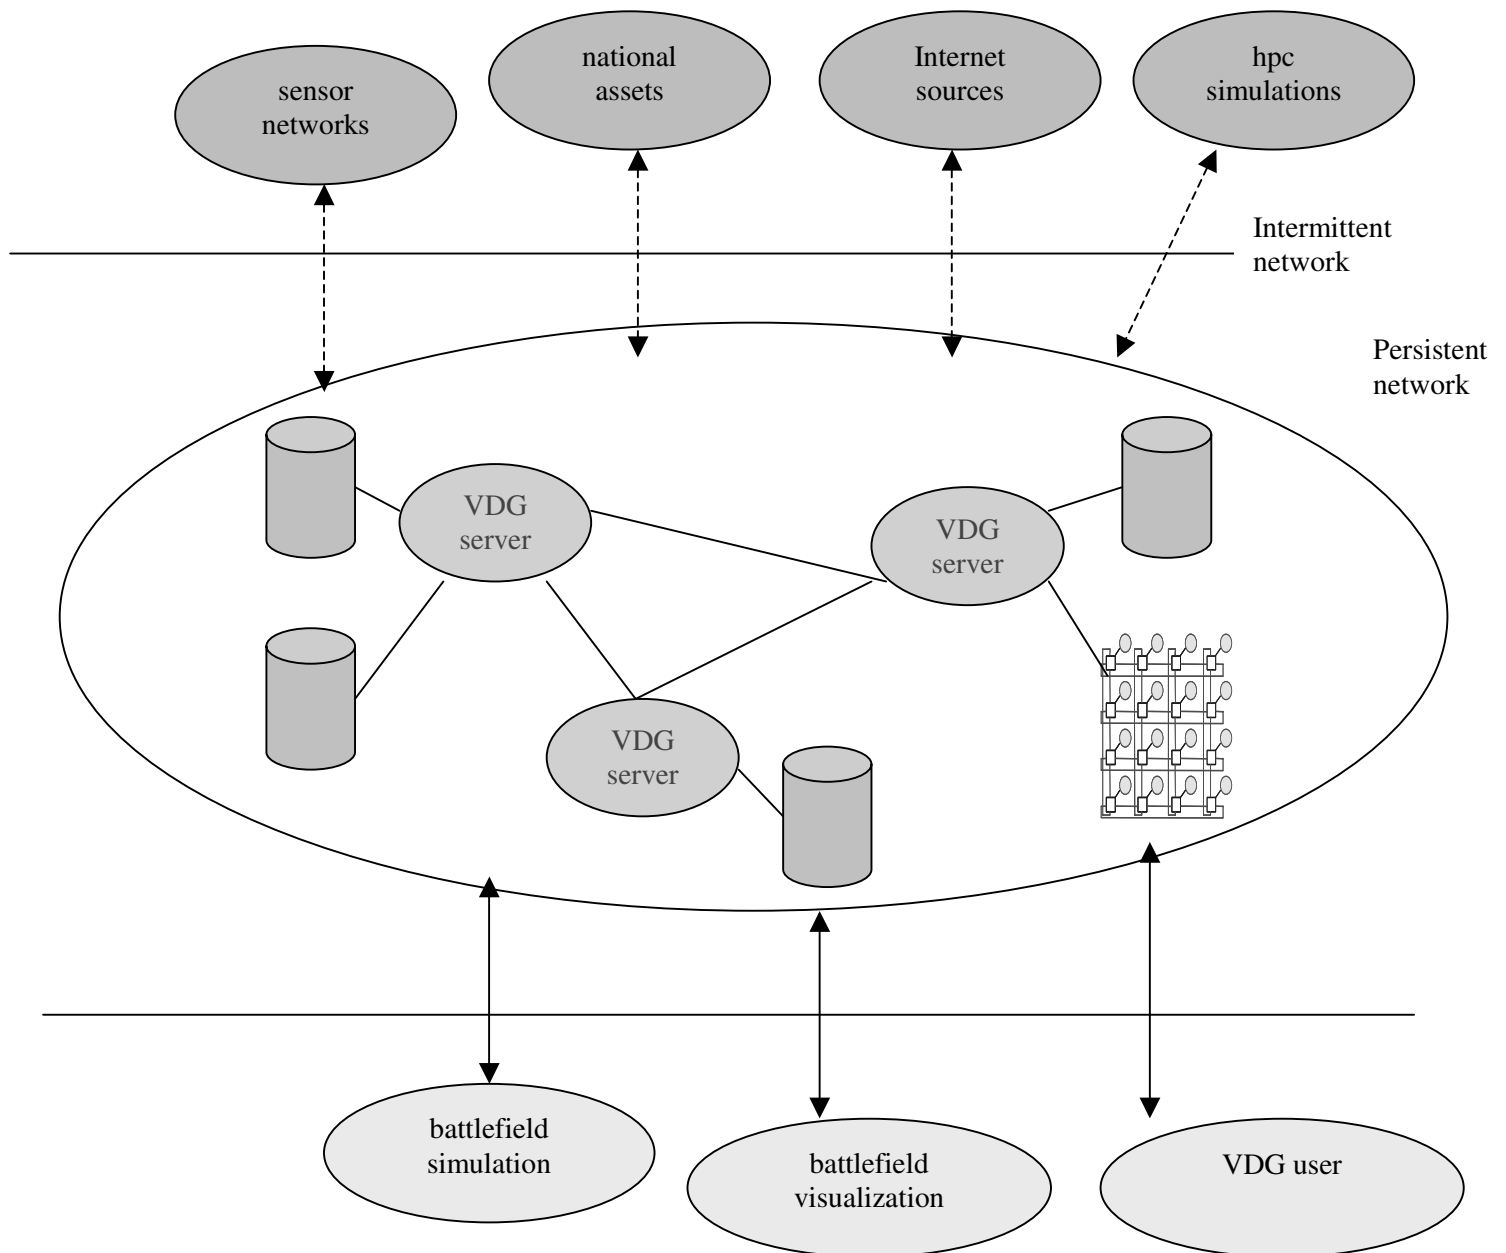 sensor
networks
national
assets
Internet
sources
hpc
simulations
Intermittent
network
Persistent
network
VDG
server
VDG
server
VDG
server
battlefield
simulation
battlefield
visualization
VDG user